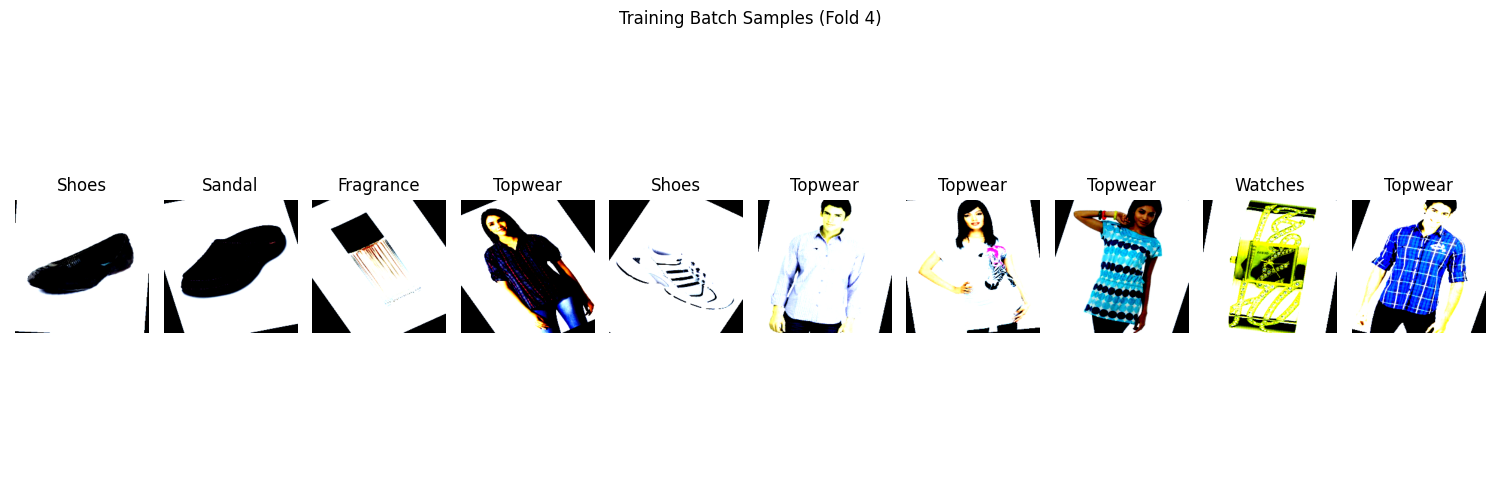 Training Batch Samples (Fold 4)
Shoes
Sandal
Fragrance
Topwear
Shoes
Topwear
Topwear
Topwear
Watches
Topwear